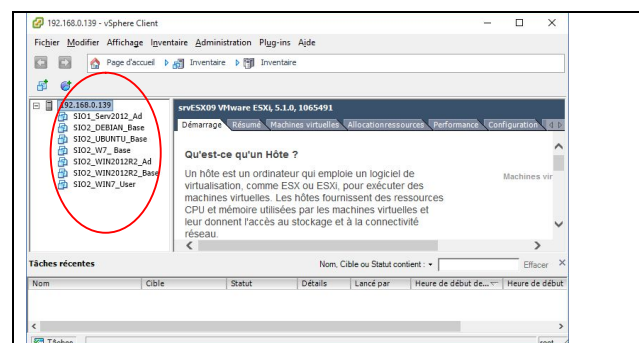 192.168.0.139 - vSphere Client
Fichier Modifier Affichage Inventaire Administration Plug-ins Aide
Page d'accueil Inventaire Inventaire
192.168.0.139
SIO1_Serv2012_Ad
SIO2_DEBIAN_Base
SIO2_UBUNTU_Base
SIO2_W7_ Base
SIO2_WIN2012R2_Ad
SIO2_WIN2012R2_Base
SIO2_WIN7_User
srvESX09 VMware ESXi, 5.1.0, 1065491
Démarrage Résumé Machines virtuelles Allocation ressources Performance Configuration
Qu'est-ce qu'un Hôte ?
Un hôte est un ordinateur qui emploie un logiciel de
virtualisation, comme ESX ou ESXi, pour exécuter des
machines virtuelles. Les hôtes fournissent des ressources
CPU et mémoire utilisées par les machines virtuelles et
leur donnent l'accès au stockage et à la connectivité
réseau.
Machines vir
Tâches récentes
Nom, Cible ou Statut contient :
Effacer
Nom Cible Statut Détails Lancé par Heure de début de... Heure de début
Tâches
root